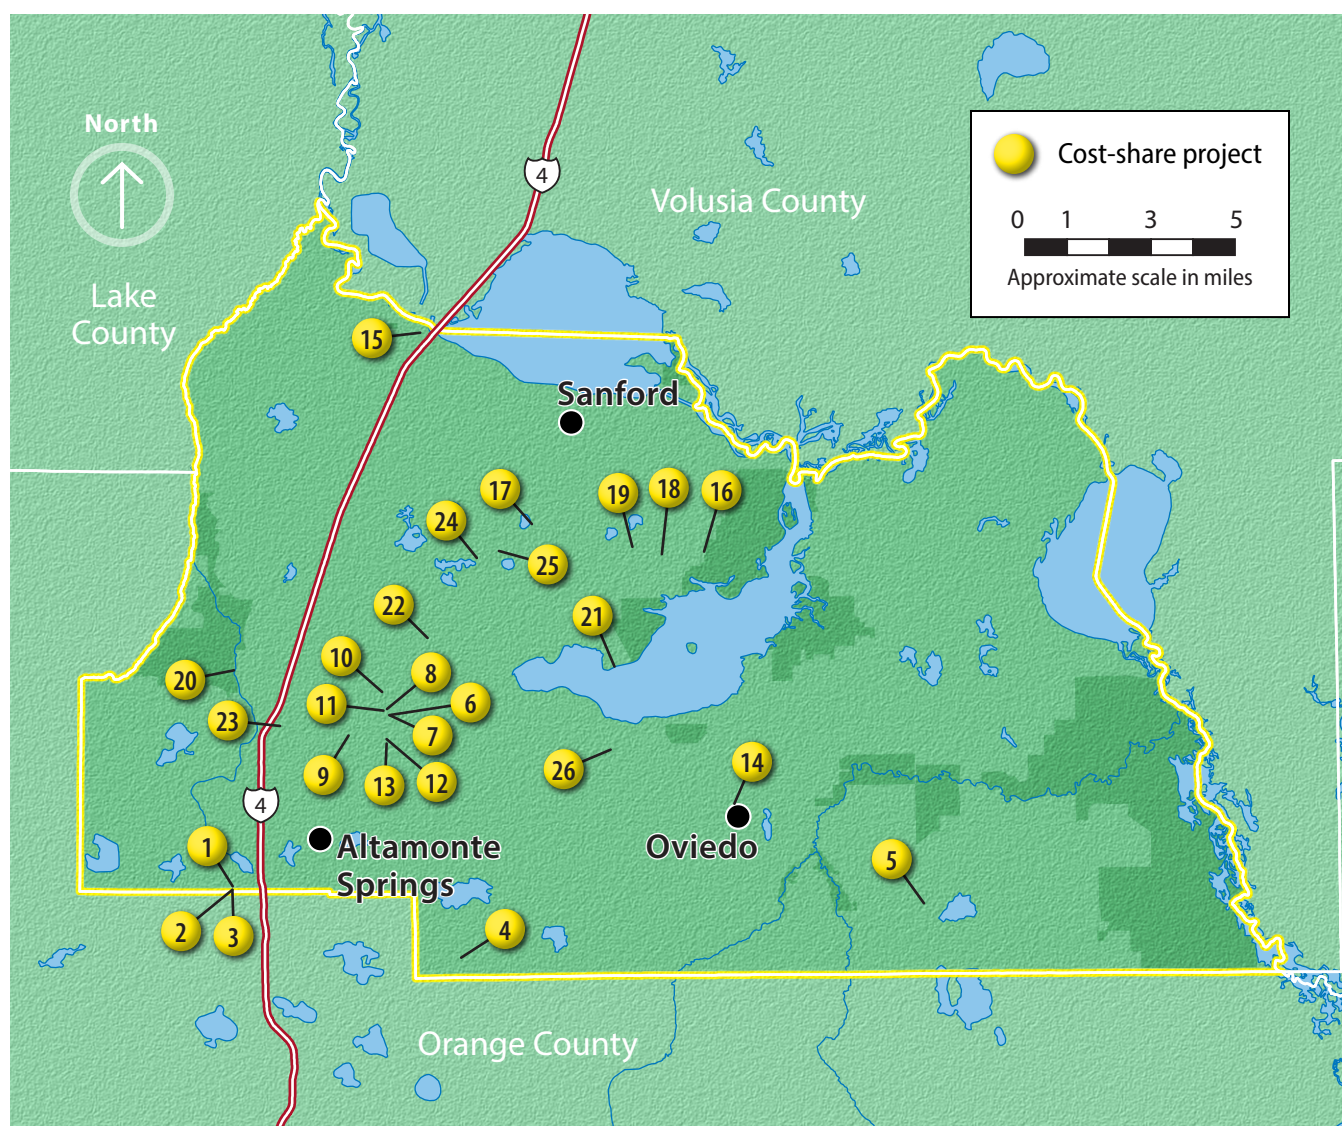 North
4
Volusia County
Cost-share project
0 1 3 5
Approximate scale in miles
Lake
County
15
Sanford
17
19
18
16
24
25
22
21
10
8
20
11
6
23
7
9
13
12
26
14
4
1
Altamonte
Springs
Oviedo
5
2
3
4
Orange County